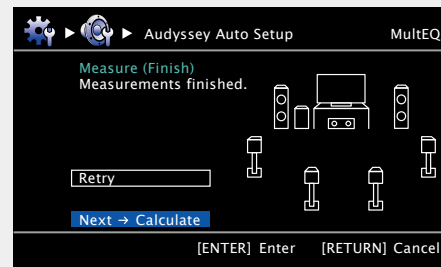 Audyssey Auto Setup MultEQ
Measure (Finish)
Measurements finished.
Retry
Next → Calculate
[ENTER] Enter [RETURN] Cancel